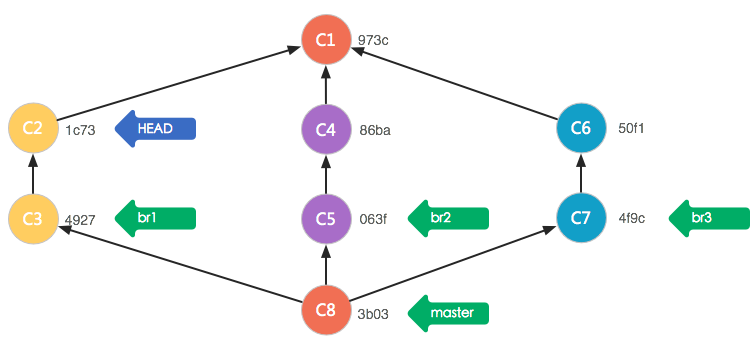 C1 973c
C2 1c73 HEAD
C4 86ba
C6 50f1
C3 4927 br1
C5 063f br2
C7 4f9c br3
C8 3b03 master